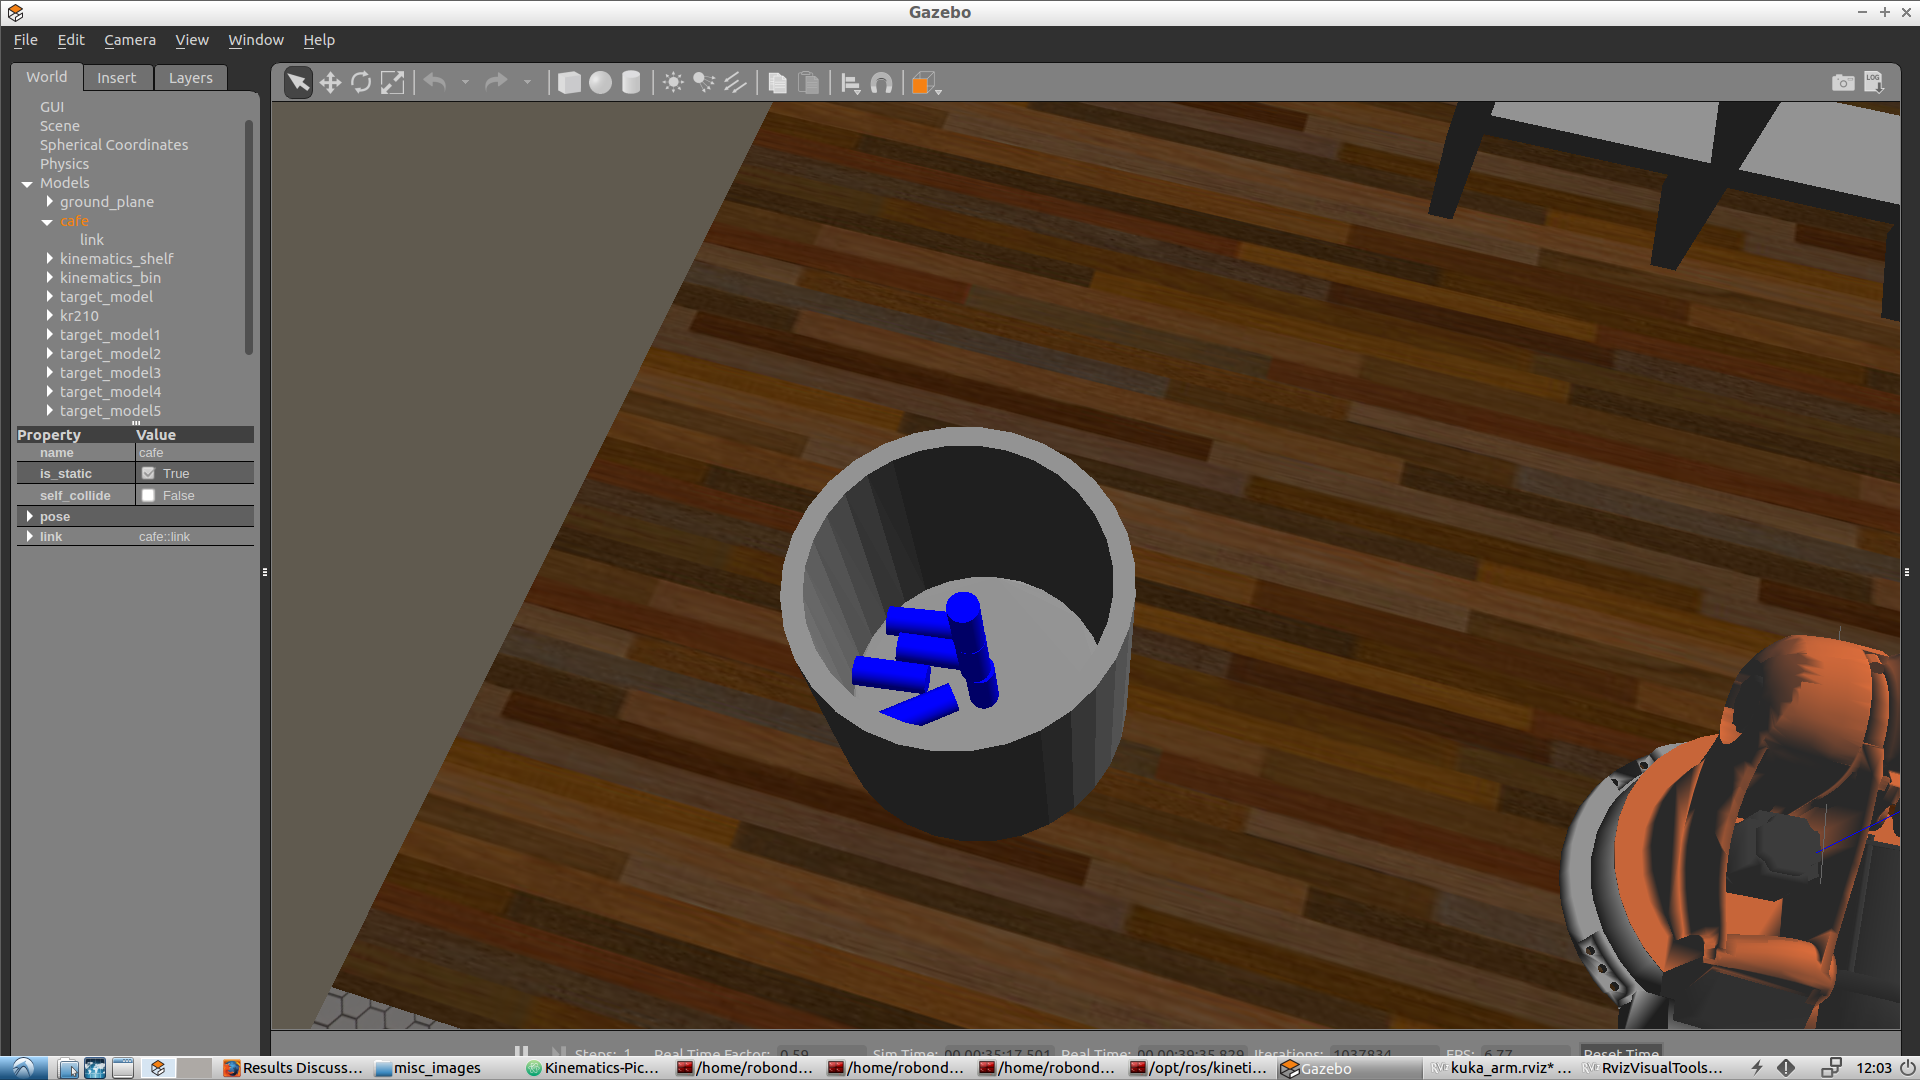 Gazebo
File Edit Camera View Window Help
World Insert Layers
GUI
Scene
Spherical Coordinates
Physics
Models
ground_plane
cafe
link
kinematics_shelf
kinematics_bin
target_model
kr210
target_model1
target_model2
target_model3
target_model4
target_model5
Property Value
name cafe
is_static True
self_collide False
pose
link cafe::link
LOG
Steps: 1 Real Time Factor: 0.59 Sim Time: 00 00:35:17.501 Real Time: 00 00:39:35.829 Iterations: 1037834 FPS: 6.77 Reset Time
Results Discuss... misc_images Kinematics-Pic... /home/robond... /home/robond... /home/robond... /opt/ros/kineti... Gazebo kuka_arm.rviz* ... RvizVisualTools... 12:03